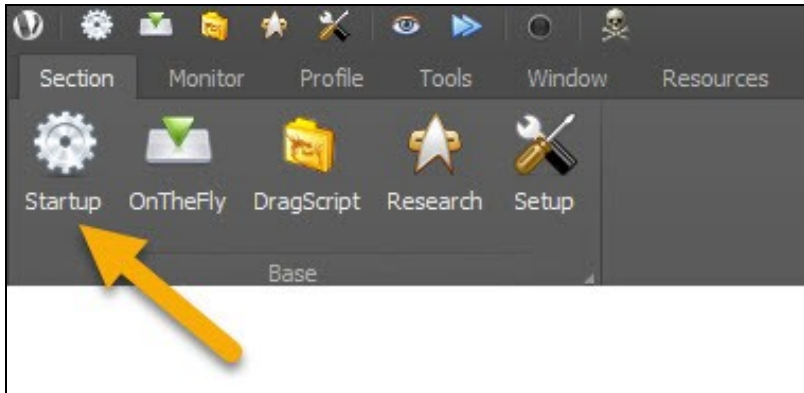 Section Monitor Profile Tools Window Resources
Startup OnTheFly DragScript Research Setup
Base